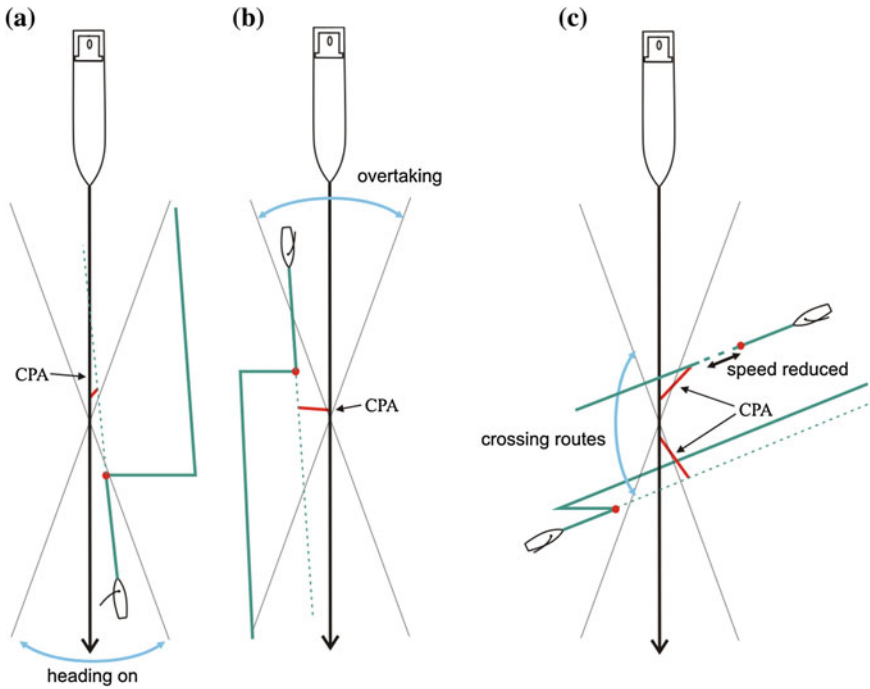 (a)
(b)
(c)
overtaking
CPA
CPA
speed reduced
CPA
crossing routes
heading on